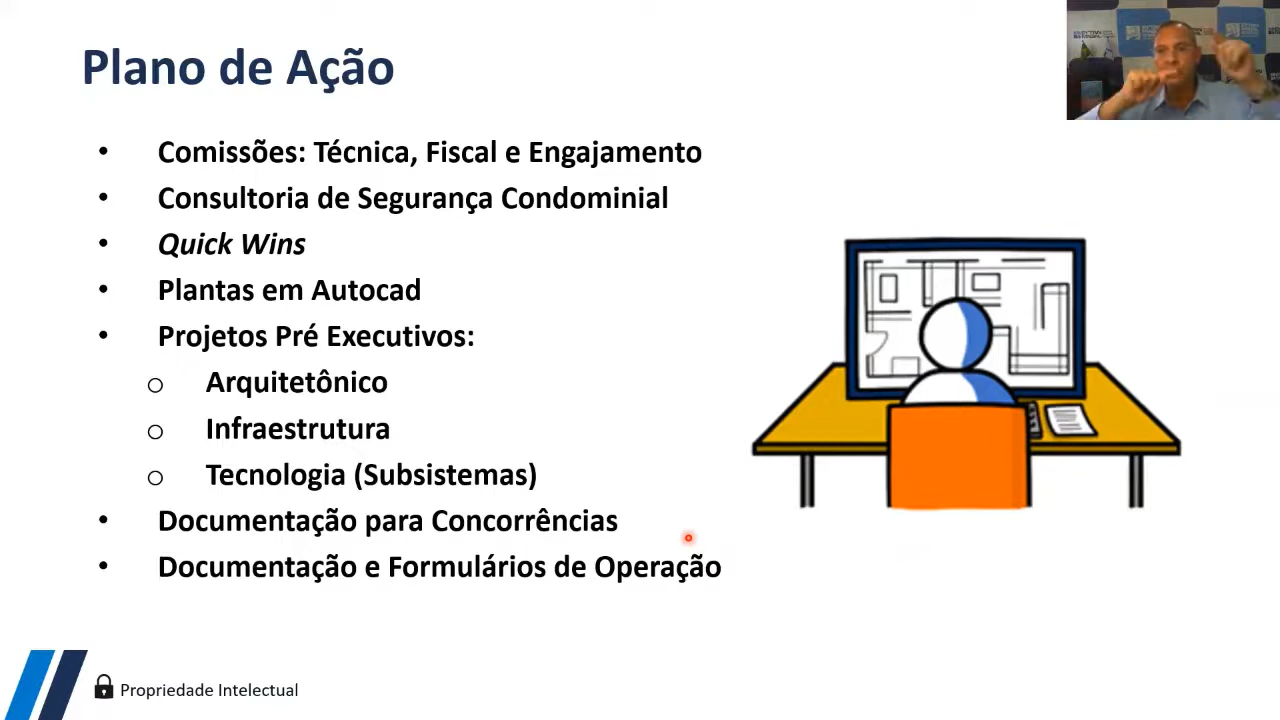 Plano de Ação
• Comissões: Técnica, Fiscal e Engajamento
• Consultoria de Segurança Condominial
• Quick Wins
• Plantas em Autocad
• Projetos Pré Executivos:
o Arquitetônico
o Infraestrutura
o Tecnologia (Subsistemas)
• Documentação para Concorrências
• Documentação e Formulários de Operação
Propriedade Intelectual